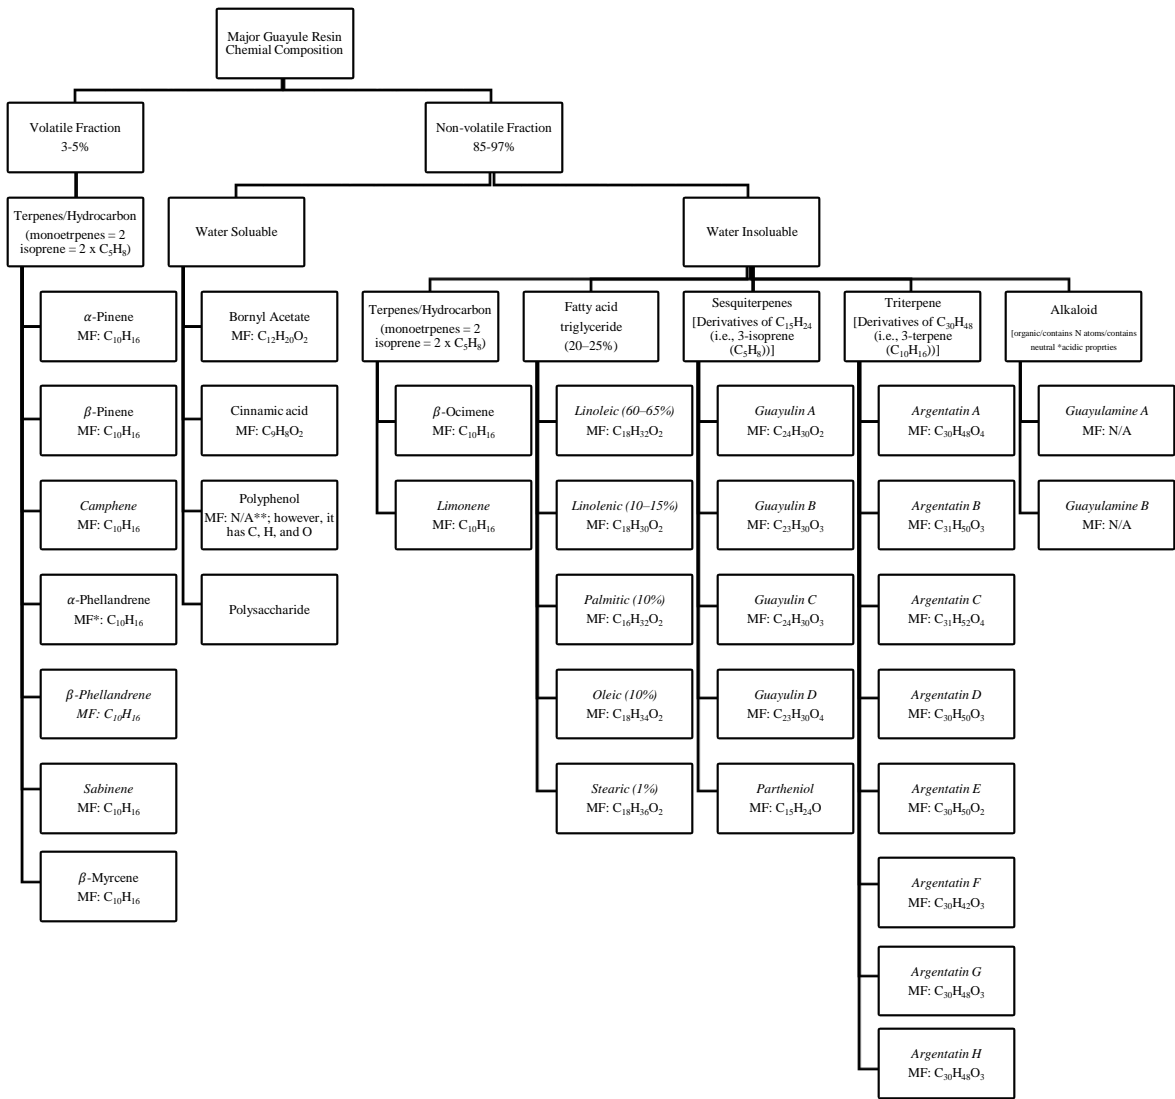 Major Guayule Resin
Chemial Composition
Volatile Fraction
3-5%
Non-volatile Fraction
85-97%
Terpenes/Hydrocarbon
(monoetrpenes = 2
isoprene = 2 x C₅H₈)
Water Soluable
Water Insoluable
α-Pinene
MF: C₁₀H₁₆
β-Pinene
MF: C₁₀H₁₆
Camphene
MF: C₁₀H₁₆
α-Phellandrene
MF*: C₁₀H₁₆
β-Phellandrene
MF: C₁₀H₁₆
Sabinene
MF: C₁₀H₁₆
β-Myrcene
MF: C₁₀H₁₆
Bornyl Acetate
MF: C₁₂H₂₀O₂
Cinnamic acid
MF: C₉H₈O₂
Polyphenol
MF: N/A**; however, it
has C, H, and O
Polysaccharide
Terpenes/Hydrocarbon
(monoetrpenes = 2
isoprene = 2 x C₅H₈)
β-Ocimene
MF: C₁₀H₁₆
Limonene
MF: C₁₀H₁₆
Fatty acid
triglyceride
(20–25%)
Linoleic (60–65%)
MF: C₁₈H₃₂O₂
Linolenic (10–15%)
MF: C₁₈H₃₀O₂
Palmitic (10%)
MF: C₁₆H₃₂O₂
Oleic (10%)
MF: C₁₈H₃₄O₂
Stearic (1%)
MF: C₁₈H₃₆O₂
Sesquiterpenes
[Derivatives of C₁₅H₂₄
(i.e., 3-isoprene
(C₅H₈))]
Guayulin A
MF: C₂₄H₃₀O₂
Guayulin B
MF: C₂₃H₃₀O₃
Guayulin C
MF: C₂₄H₃₀O₃
Guayulin D
MF: C₂₃H₃₀O₄
Partheniol
MF: C₁₅H₂₄O
Triterpene
[Derivatives of C₃₀H₄₈
(i.e., 3-terpene
(C₁₀H₁₆))]
Argentatin A
MF: C₃₀H₄₈O₄
Argentatin B
MF: C₃₁H₅₀O₃
Argentatin C
MF: C₃₁H₅₂O₄
Argentatin D
MF: C₃₀H₅₀O₃
Argentatin E
MF: C₃₀H₅₀O₂
Argentatin F
MF: C₃₀H₄₂O₃
Argentatin G
MF: C₃₀H₄₈O₃
Argentatin H
MF: C₃₀H₄₈O₃
Alkaloid
[organic/contains N atoms/contains
neutral *acidic proprties
Guayulamine A
MF: N/A
Guayulamine B
MF: N/A